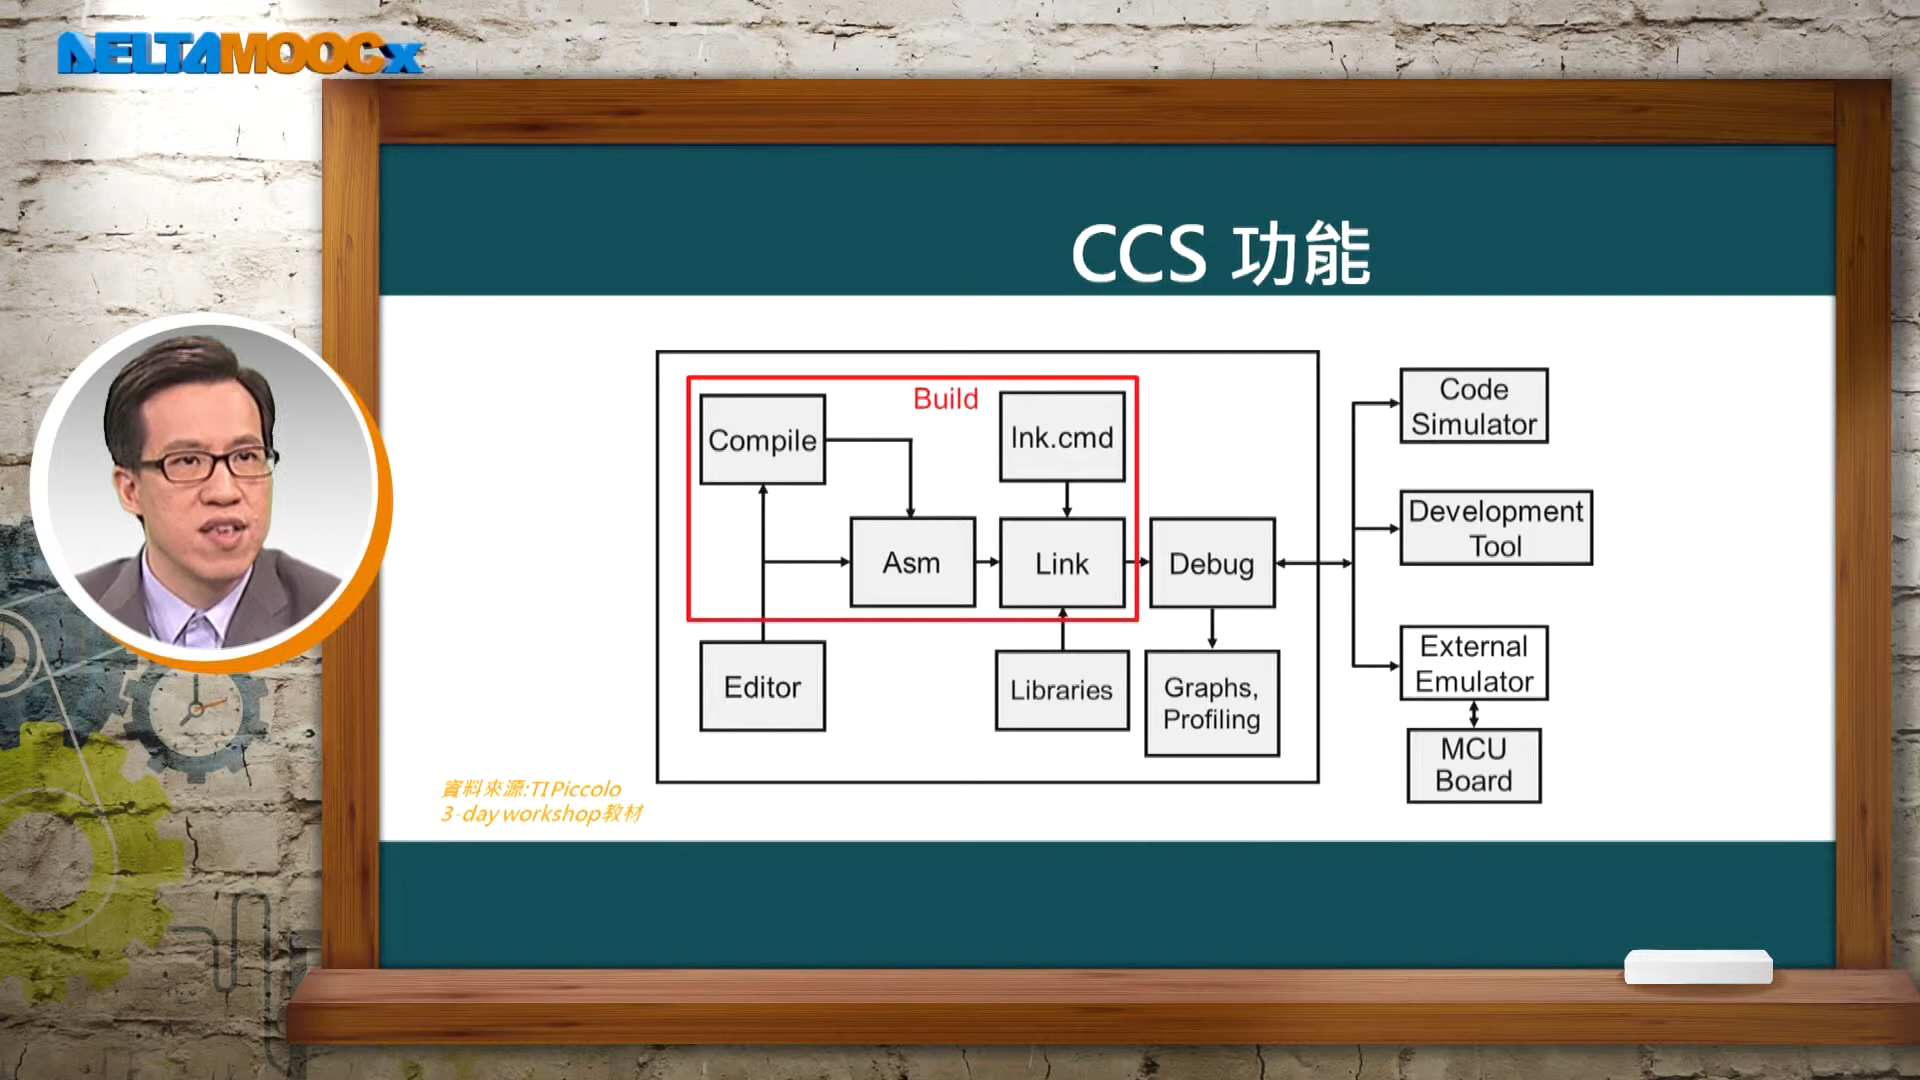 DELTAMOOCx
CCS 功能
Build
Compile
lnk.cmd
Asm
Link
Debug
Editor
Libraries
Graphs,
Profiling
Code
Simulator
Development
Tool
External
Emulator
MCU
Board
資料來源:TI Piccolo
3-day workshop教材